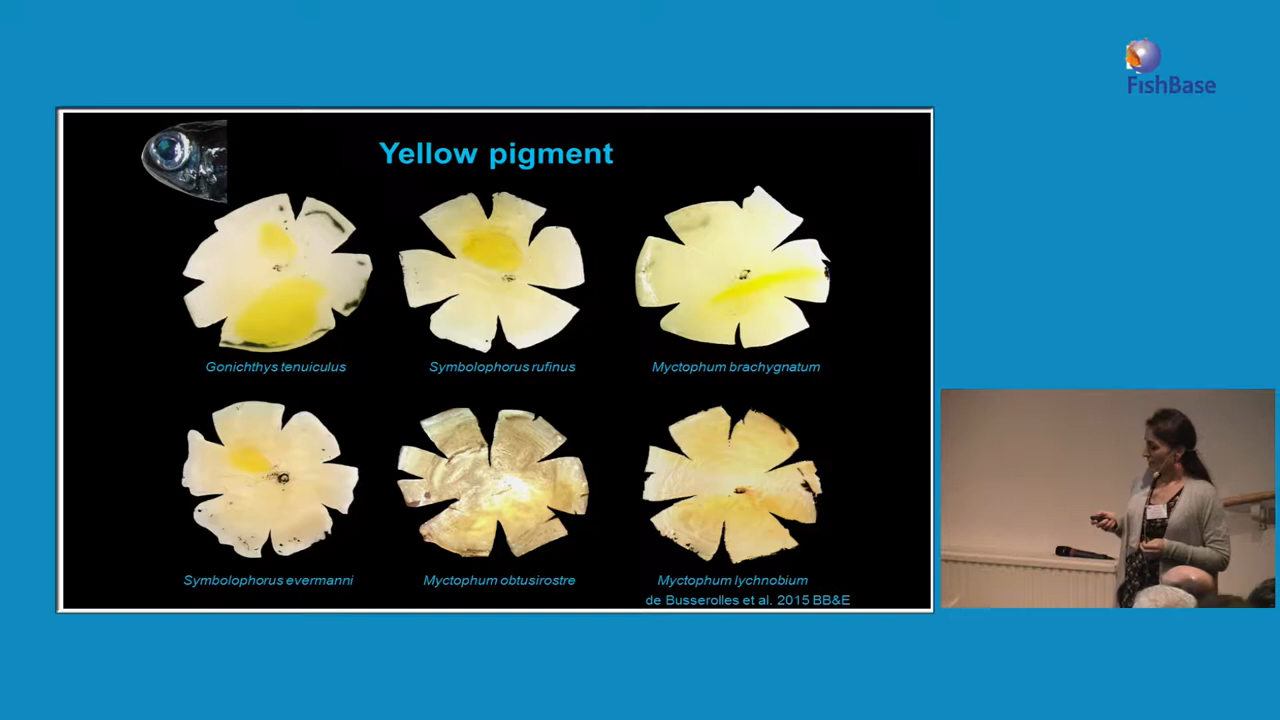 FishBase
Yellow pigment
Gonichthys tenuiculus
Symbolophorus rufinus
Myctophum brachygnatum
Symbolophorus evermanni
Myctophum obtusirostre
Myctophum lychnobium
de Busserolles et al. 2015 BB&E